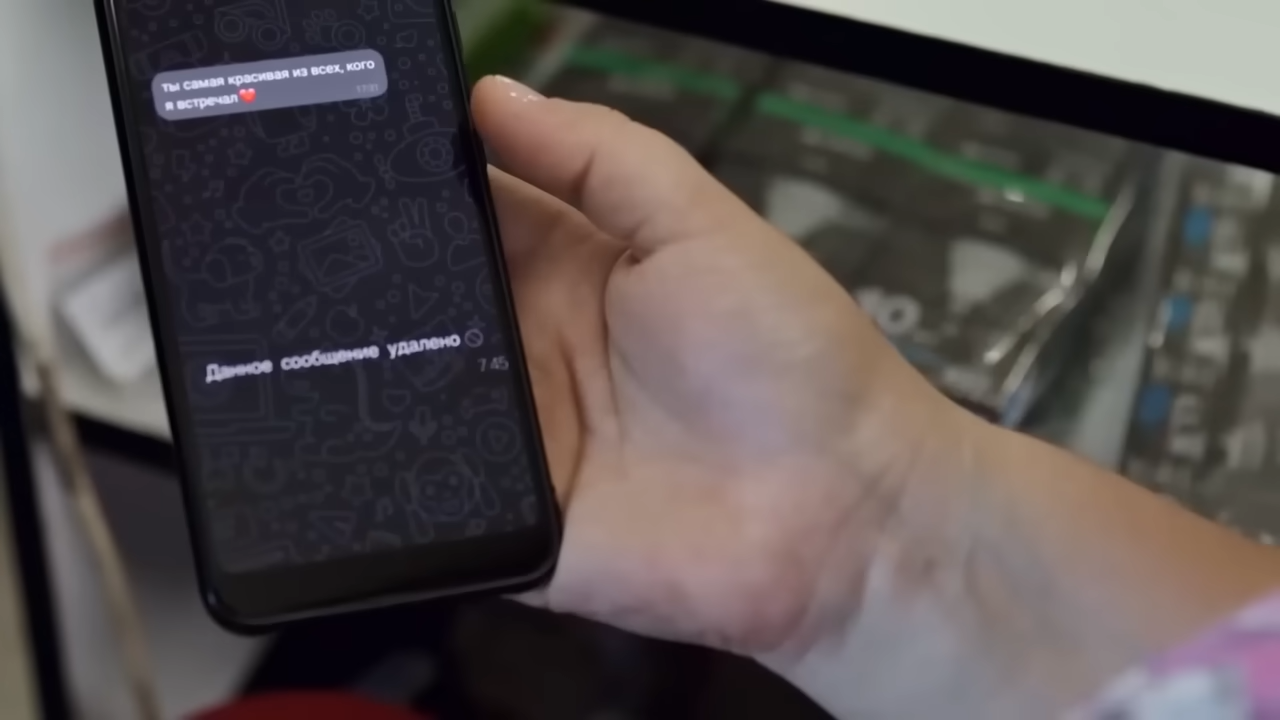 ты самая красивая из всех, кого
я встречал❤️
Данное сообщение удалено
7:45